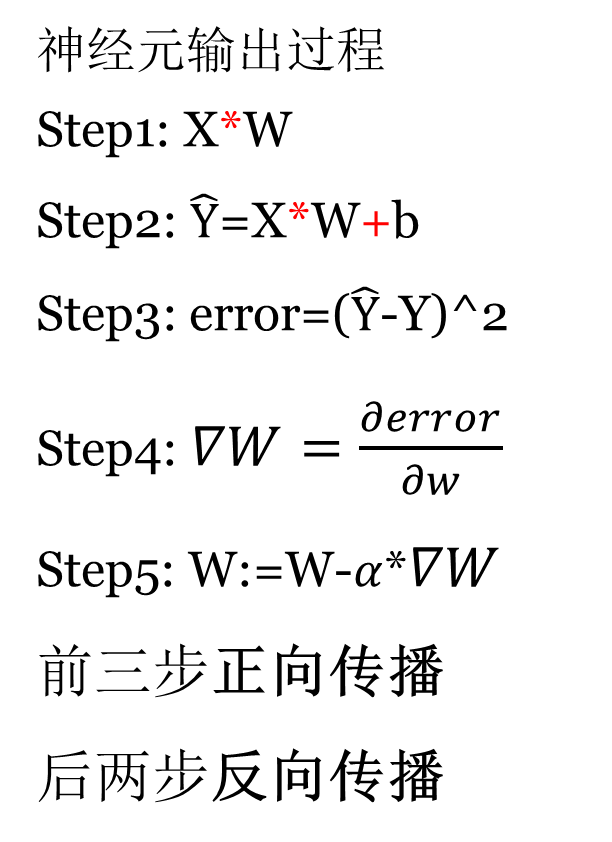 神经元输出过程
Step1: X*W
Step2: Ŷ=X*W+b
Step3: error=(Ŷ-Y)^2
Step4: ∇W = ∂error/∂w
Step5: W:=W-α*∇W
前三步正向传播
后两步反向传播